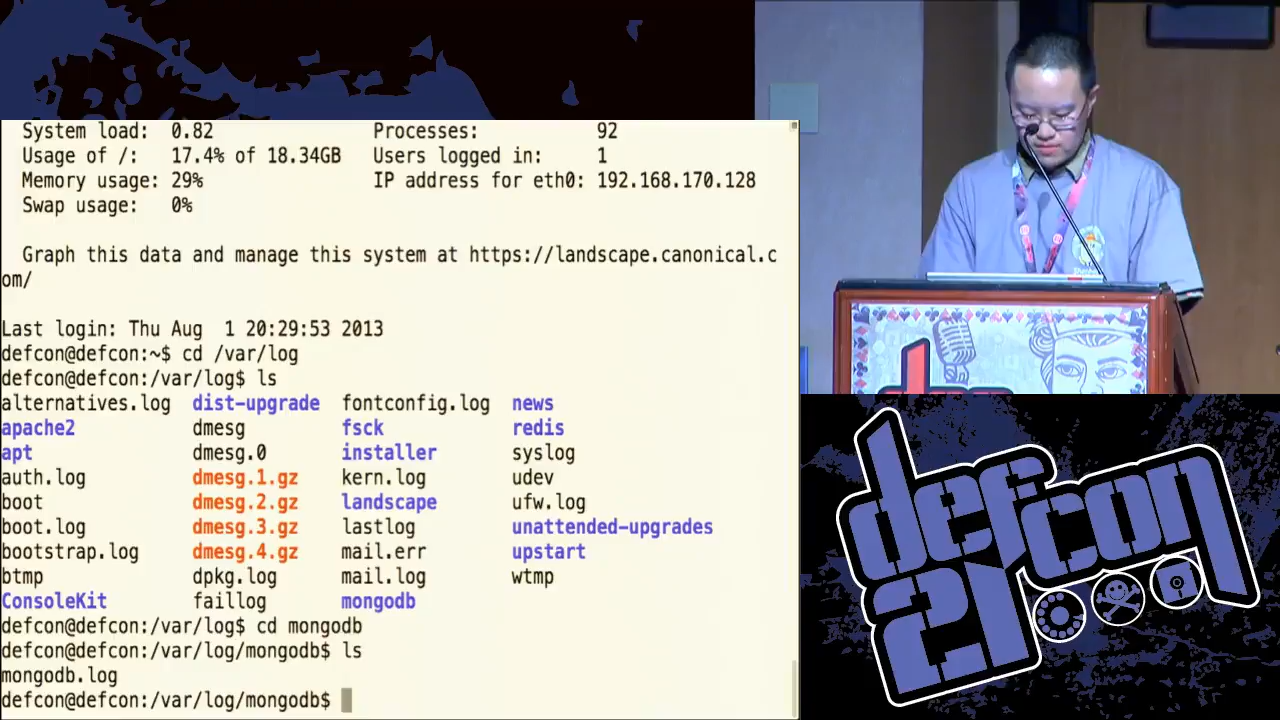 System load: 0.82 Processes: 92
Usage of /: 17.4% of 18.34GB Users logged in: 1
Memory usage: 29% IP address for eth0: 192.168.170.128
Swap usage: 0%
Graph this data and manage this system at https://landscape.canonical.c
om/
Last login: Thu Aug 1 20:29:53 2013
defcon@defcon:~$ cd /var/log
defcon@defcon:/var/log$ ls
alternatives.log dist-upgrade fontconfig.log news
apache2 dmesg fsck redis
apt dmesg.0 installer syslog
auth.log dmesg.1.gz kern.log udev
boot dmesg.2.gz landscape ufw.log
boot.log dmesg.3.gz lastlog unattended-upgrades
bootstrap.log dmesg.4.gz mail.err upstart
btmp dpkg.log mail.log wtmp
ConsoleKit faillog mongodb
defcon@defcon:/var/log$ cd mongodb
defcon@defcon:/var/log/mongodb$ ls
mongodb.log
defcon@defcon:/var/log/mongodb$
defcon
21